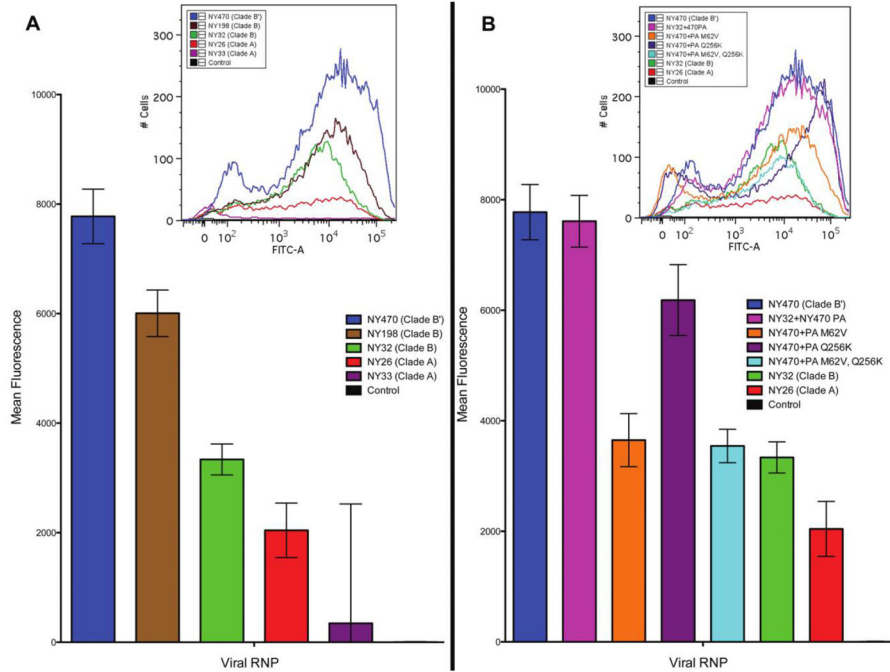 A
NY470 (Clade B')
NY198 (Clade B)
NY32 (Clade B)
NY26 (Clade A)
NY33 (Clade A)
Control
# Cells
300
200
100
0
0 10² 10³ 10⁴ 10⁵
FITC-A
Mean Fluorescence
10000
8000
6000
4000
2000
0
NY470 (Clade B')
NY198 (Clade B)
NY32 (Clade B)
NY26 (Clade A)
NY33 (Clade A)
Control
Viral RNP
B
NY470 (Clade B')
NY32+470PA
NY470+PA M62V
NY470+PA Q256K
NY470+PA M62V, Q256K
NY32 (Clade B)
NY26 (Clade A)
Control
# Cells
300
200
100
0
0 10² 10³ 10⁴ 10⁵
FITC-A
Mean Fluorescence
10000
8000
6000
4000
2000
0
NY470 (Clade B')
NY32+NY470 PA
NY470+PA M62V
NY470+PA Q256K
NY470+PA M62V, Q256K
NY32 (Clade B)
NY26 (Clade A)
Control
Viral RNP